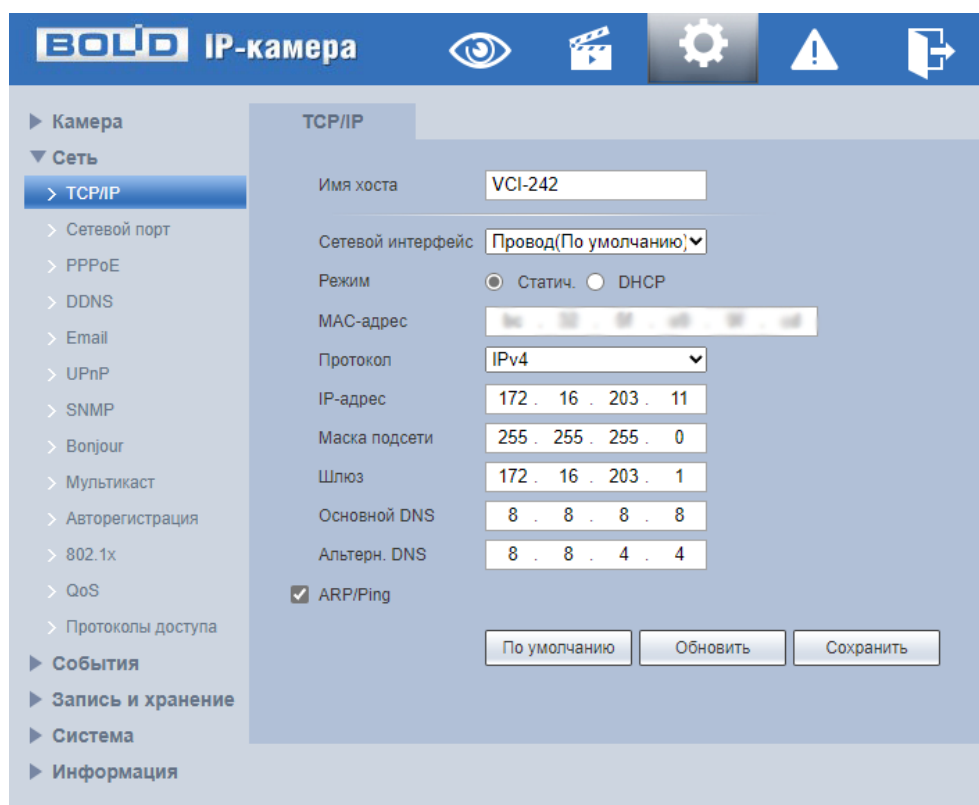 BOLID IP-камера
Камера
TCP/IP
Сеть
TCP/IP
Имя хоста VCI-242
Сетевой порт
Сетевой интерфейс Провод(По умолчанию)
PPPoE
Режим Статич. DHCP
DDNS
MAC-адрес
Email
Протокол IPv4
UPnP
IP-адрес 172 . 16 . 203 . 11
SNMP
Маска подсети 255 . 255 . 255 . 0
Bonjour
Шлюз 172 . 16 . 203 . 1
Мультикаст
Основной DNS 8 . 8 . 8 . 8
Авторегистрация
Альтерн. DNS 8 . 8 . 4 . 4
802.1x
ARP/Ping
QoS
Протоколы доступа
По умолчанию Обновить Сохранить
События
Запись и хранение
Система
Информация